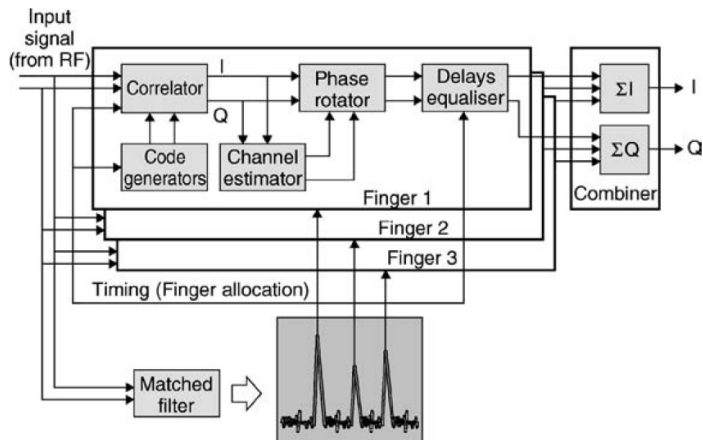 Input
signal
(from RF)
Correlator
I
Q
Phase
rotator
Delays
equaliser
ΣI
I
Code
generators
Channel
estimator
ΣQ
Q
Combiner
Finger 1
Finger 2
Finger 3
Timing (Finger allocation)
Matched
filter